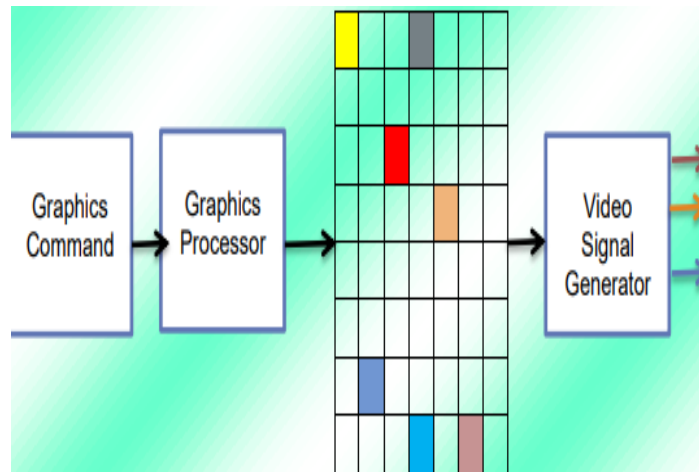 Graphics
Command
Graphics
Processor
Video
Signal
Generator